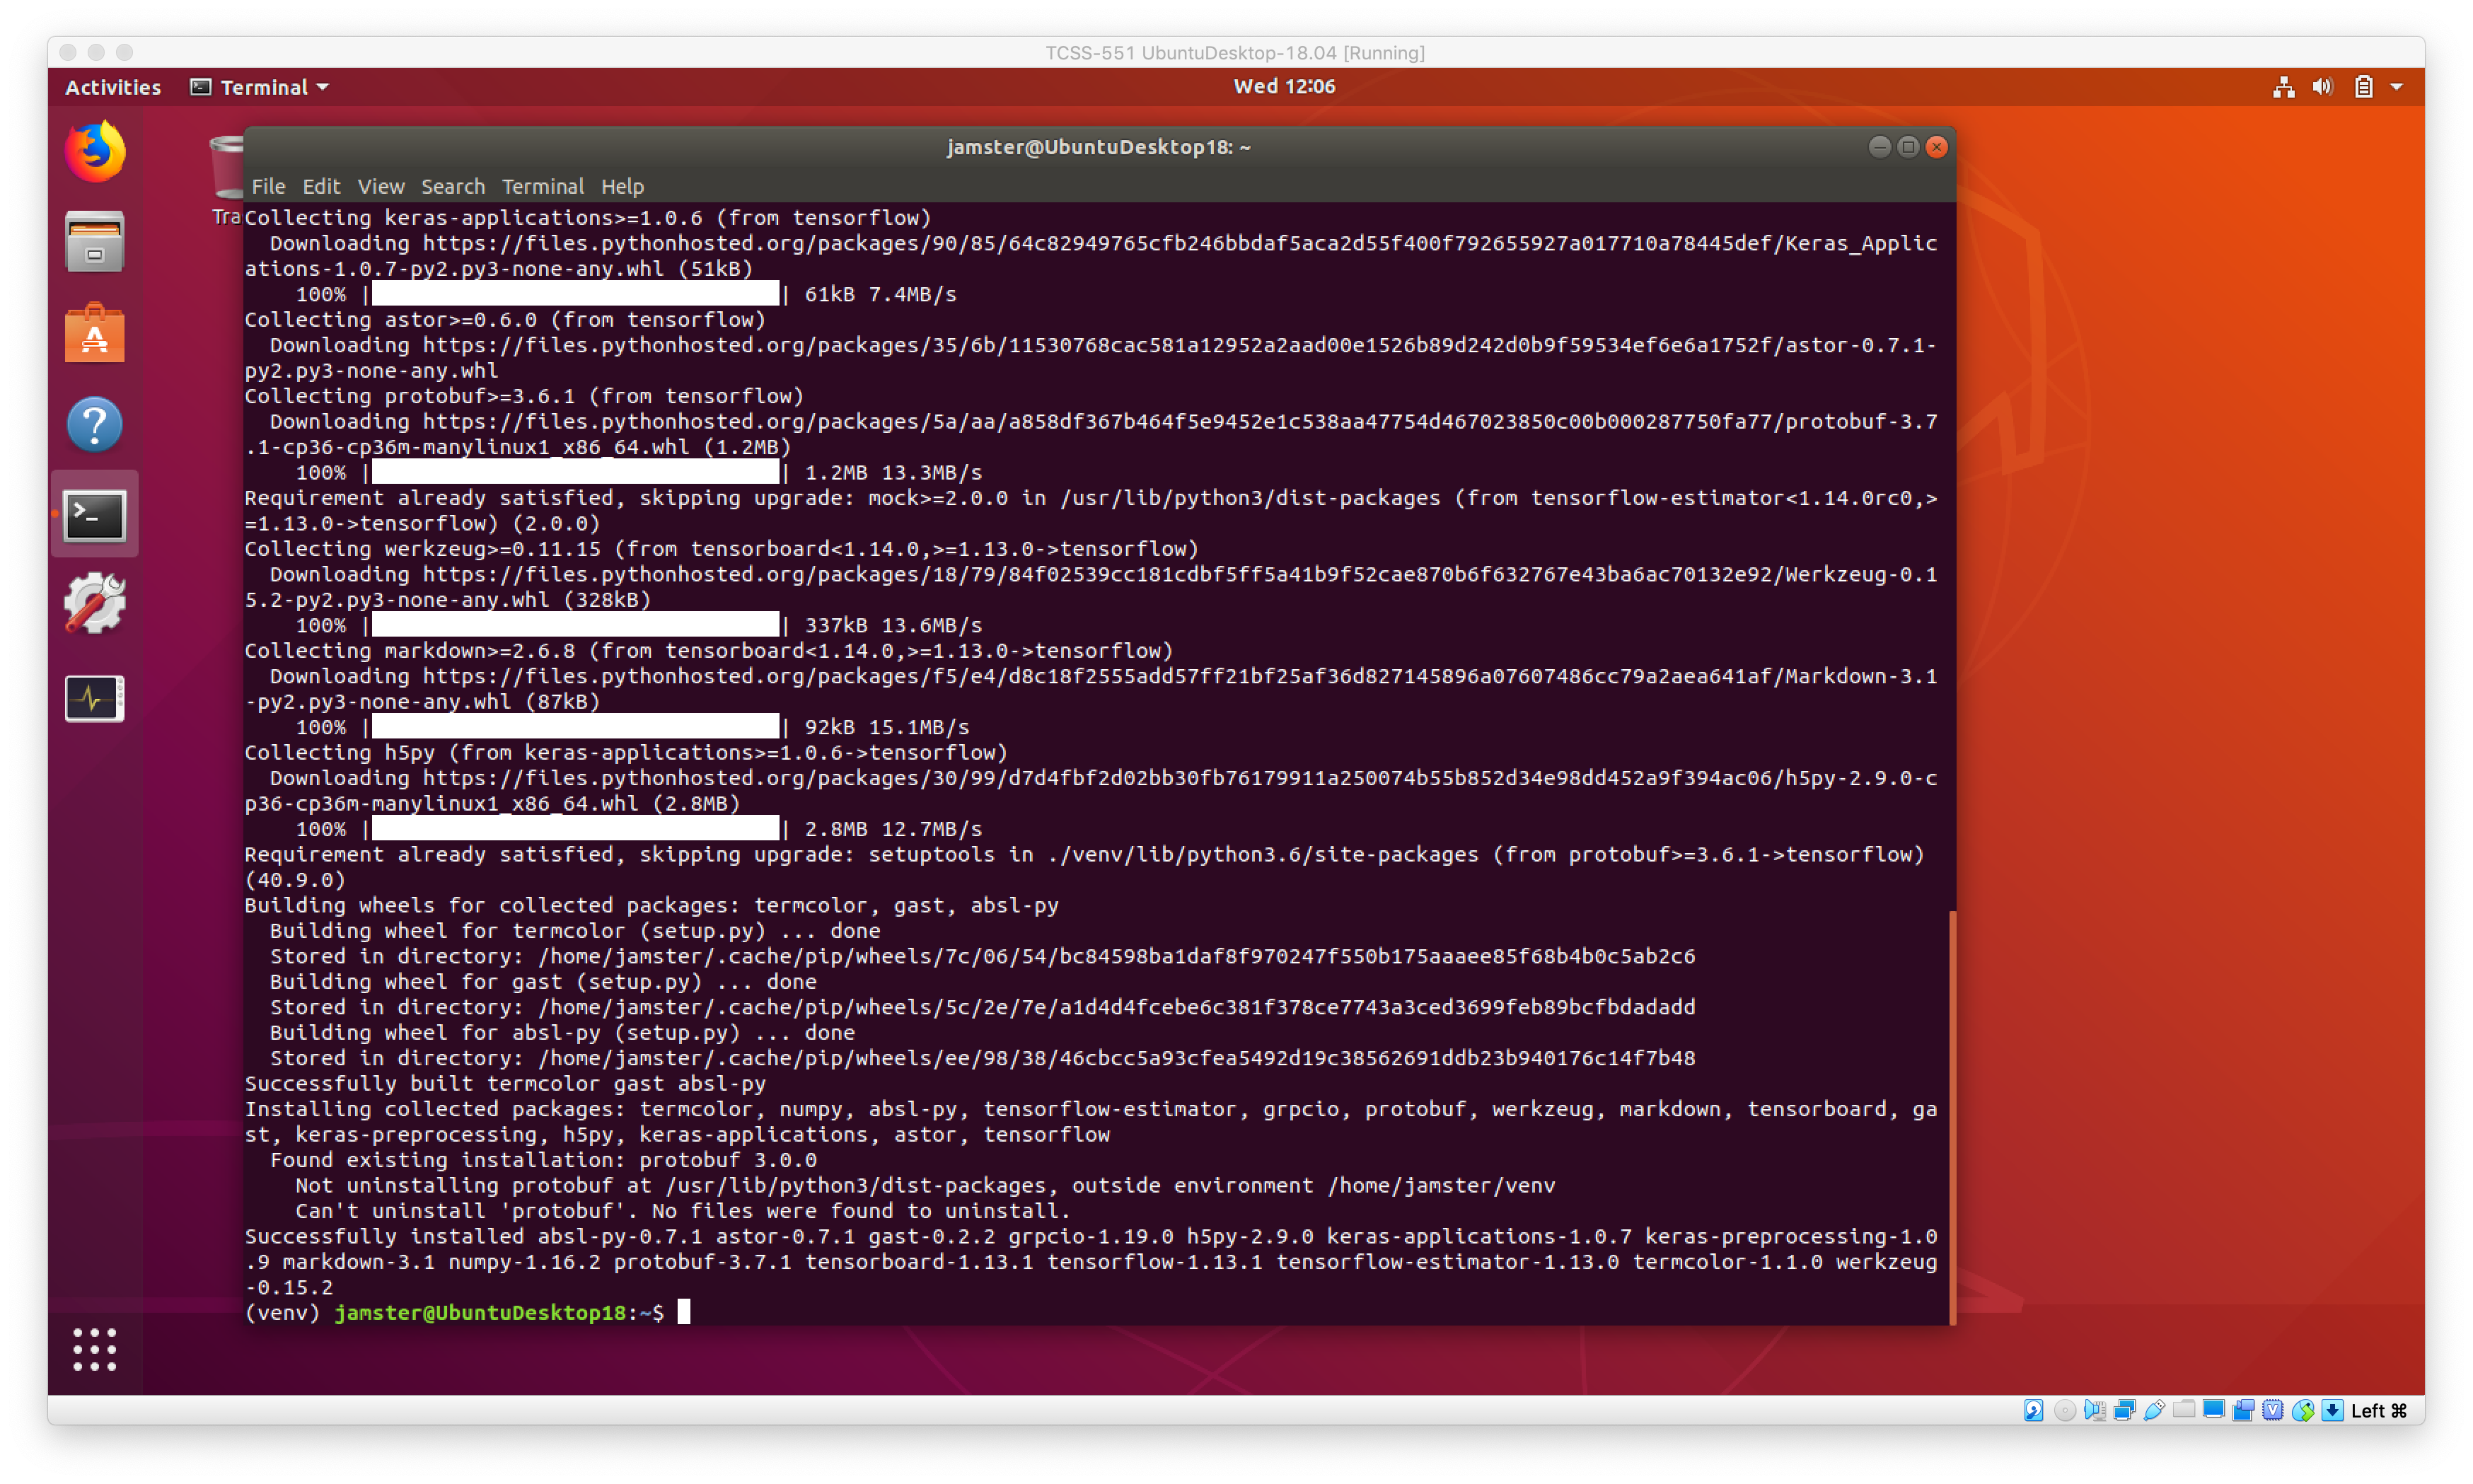 TCSS-551 UbuntuDesktop-18.04 [Running]
Activities Terminal Wed 12:06
jamster@UbuntuDesktop18: ~
File Edit View Search Terminal Help
Tra
Collecting keras-applications>=1.0.6 (from tensorflow)
  Downloading https://files.pythonhosted.org/packages/90/85/64c82949765cfb246bbdaf5aca2d55f400f792655927a017710a78445def/Keras_Applic
ations-1.0.7-py2.py3-none-any.whl (51kB)
    100% || 61kB 7.4MB/s
Collecting astor>=0.6.0 (from tensorflow)
  Downloading https://files.pythonhosted.org/packages/35/6b/11530768cac581a12952a2aad00e1526b89d242d0b9f59534ef6e6a1752f/astor-0.7.1-
py2.py3-none-any.whl
Collecting protobuf>=3.6.1 (from tensorflow)
  Downloading https://files.pythonhosted.org/packages/5a/aa/a858df367b464f5e9452e1c538aa47754d467023850c00b000287750fa77/protobuf-3.7
.1-cp36-cp36m-manylinux1_x86_64.whl (1.2MB)
    100% || 1.2MB 13.3MB/s
Requirement already satisfied, skipping upgrade: mock>=2.0.0 in /usr/lib/python3/dist-packages (from tensorflow-estimator<1.14.0rc0,>
=1.13.0->tensorflow) (2.0.0)
Collecting werkzeug>=0.11.15 (from tensorboard<1.14.0,>=1.13.0->tensorflow)
  Downloading https://files.pythonhosted.org/packages/18/79/84f02539cc181cdbf5ff5a41b9f52cae870b6f632767e43ba6ac70132e92/Werkzeug-0.1
5.2-py2.py3-none-any.whl (328kB)
    100% || 337kB 13.6MB/s
Collecting markdown>=2.6.8 (from tensorboard<1.14.0,>=1.13.0->tensorflow)
  Downloading https://files.pythonhosted.org/packages/f5/e4/d8c18f2555add57ff21bf25af36d827145896a07607486cc79a2aea641af/Markdown-3.1
-py2.py3-none-any.whl (87kB)
    100% || 92kB 15.1MB/s
Collecting h5py (from keras-applications>=1.0.6->tensorflow)
  Downloading https://files.pythonhosted.org/packages/30/99/d7d4fbf2d02bb30fb76179911a250074b55b852d34e98dd452a9f394ac06/h5py-2.9.0-c
p36-cp36m-manylinux1_x86_64.whl (2.8MB)
    100% || 2.8MB 12.7MB/s
Requirement already satisfied, skipping upgrade: setuptools in ./venv/lib/python3.6/site-packages (from protobuf>=3.6.1->tensorflow)
(40.9.0)
Building wheels for collected packages: termcolor, gast, absl-py
  Building wheel for termcolor (setup.py) ... done
  Stored in directory: /home/jamster/.cache/pip/wheels/7c/06/54/bc84598ba1daf8f970247f550b175aaaee85f68b4b0c5ab2c6
  Building wheel for gast (setup.py) ... done
  Stored in directory: /home/jamster/.cache/pip/wheels/5c/2e/7e/a1d4d4fcebe6c381f378ce7743a3ced3699feb89bcfbdadadd
  Building wheel for absl-py (setup.py) ... done
  Stored in directory: /home/jamster/.cache/pip/wheels/ee/98/38/46cbcc5a93cfea5492d19c38562691ddb23b940176c14f7b48
Successfully built termcolor gast absl-py
Installing collected packages: termcolor, numpy, absl-py, tensorflow-estimator, grpcio, protobuf, werkzeug, markdown, tensorboard, ga
st, keras-preprocessing, h5py, keras-applications, astor, tensorflow
  Found existing installation: protobuf 3.0.0
    Not uninstalling protobuf at /usr/lib/python3/dist-packages, outside environment /home/jamster/venv
    Can't uninstall 'protobuf'. No files were found to uninstall.
Successfully installed absl-py-0.7.1 astor-0.7.1 gast-0.2.2 grpcio-1.19.0 h5py-2.9.0 keras-applications-1.0.7 keras-preprocessing-1.0
.9 markdown-3.1 numpy-1.16.2 protobuf-3.7.1 tensorboard-1.13.1 tensorflow-1.13.1 tensorflow-estimator-1.13.0 termcolor-1.1.0 werkzeug
-0.15.2
(venv) jamster@UbuntuDesktop18:~$
Left ⌘